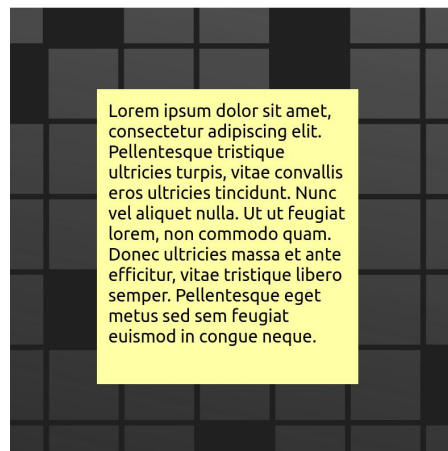 Lorem ipsum dolor sit amet,
consectetur adipiscing elit.
Pellentesque tristique
ultricies turpis, vitae convallis
eros ultricies tincidunt. Nunc
vel aliquet nulla. Ut ut feugiat
lorem, non commodo quam.
Donec ultricies massa et ante
efficitur, vitae tristique libero
semper. Pellentesque eget
metus sed sem feugiat
euismod in congue neque.